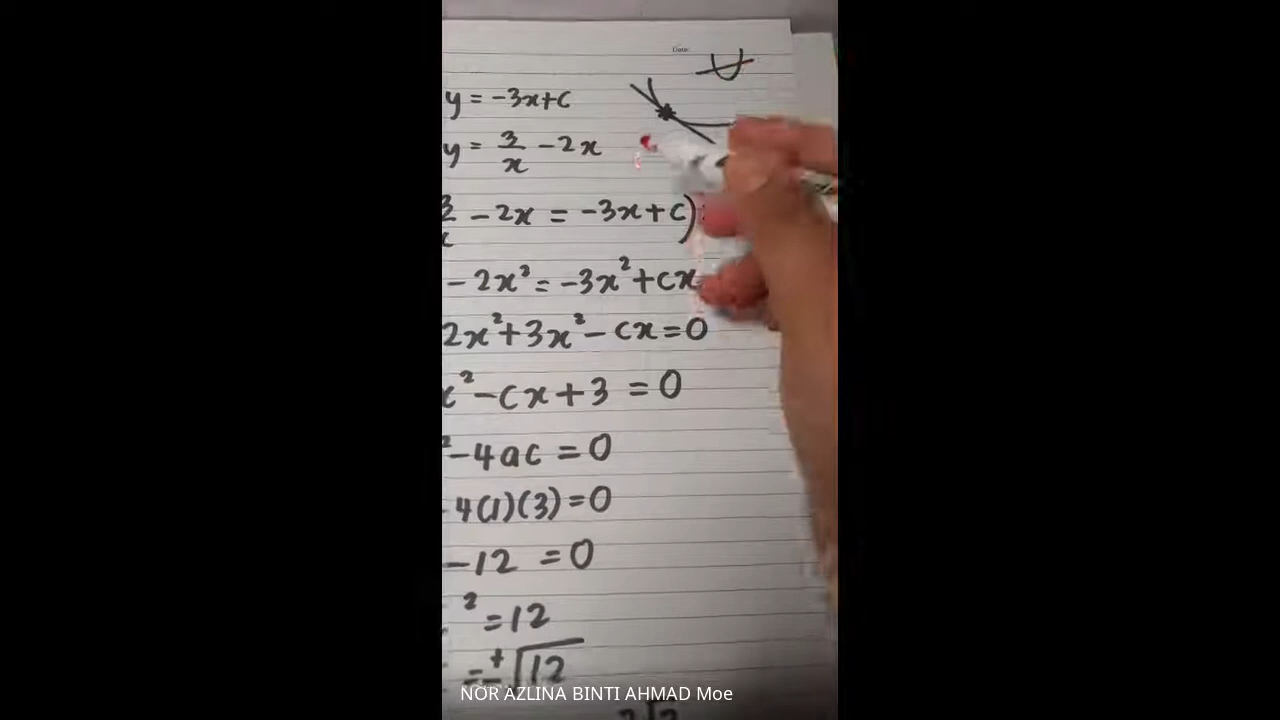 Date:
y = -3x+c
y = 3/x - 2x
3/x - 2x = -3x+c)
- 2x² = -3x²+cx
2x²+3x² - cx=0
x² -cx+3 = 0
² -4ac = 0
4(1)(3)=0
-12 = 0
² = 12
= ±√12
NOR AZLINA BINTI AHMAD Moe